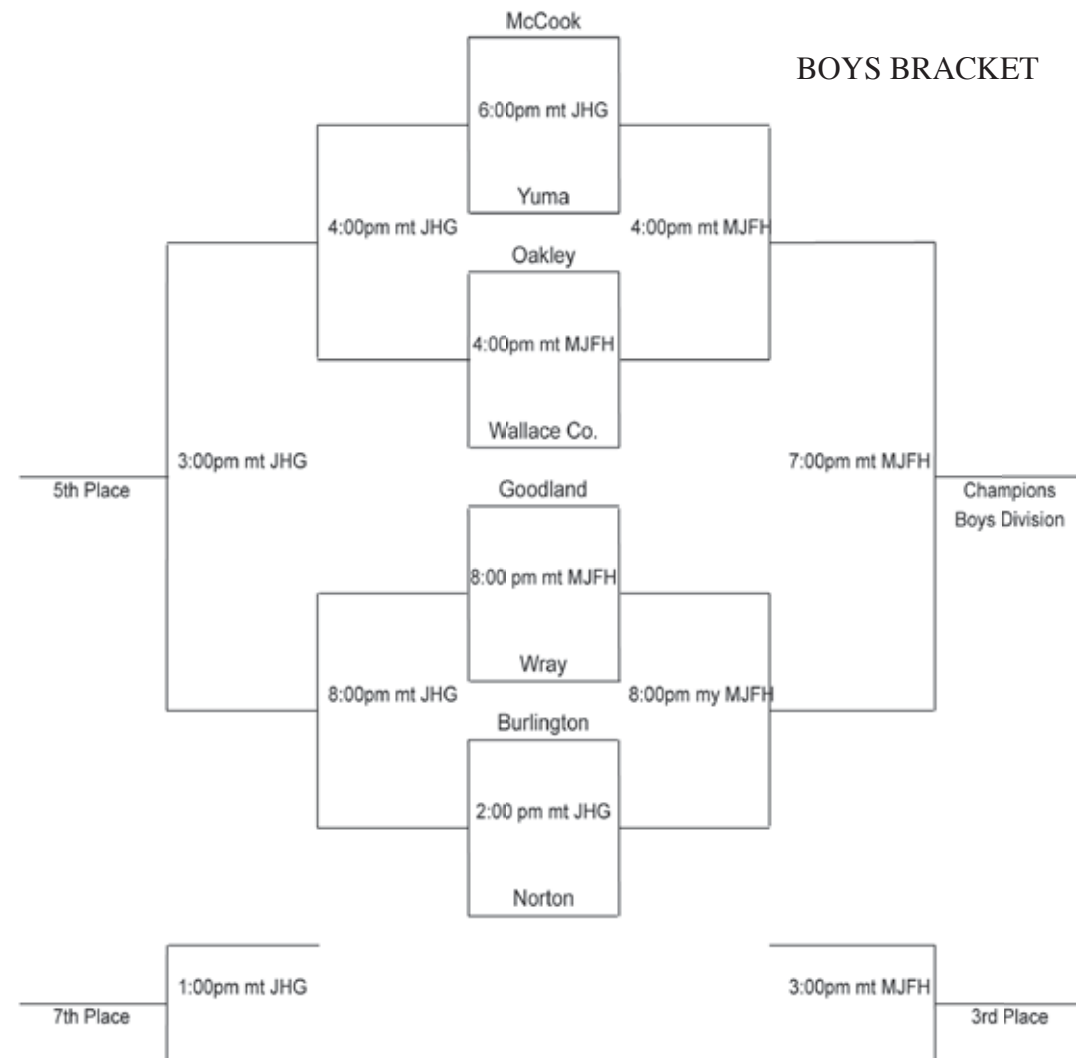 McCook
BOYS BRACKET
6:00pm mt JHG
Yuma
4:00pm mt JHG
4:00pm mt MJFH
Oakley
4:00pm mt MJFH
Wallace Co.
3:00pm mt JHG
7:00pm mt MJFH
5th Place
Goodland
Champions
Boys Division
8:00 pm mt MJFH
Wray
8:00pm mt JHG
8:00pm my MJFH
Burlington
2:00 pm mt JHG
Norton
1:00pm mt JHG
3:00pm mt MJFH
7th Place
3rd Place